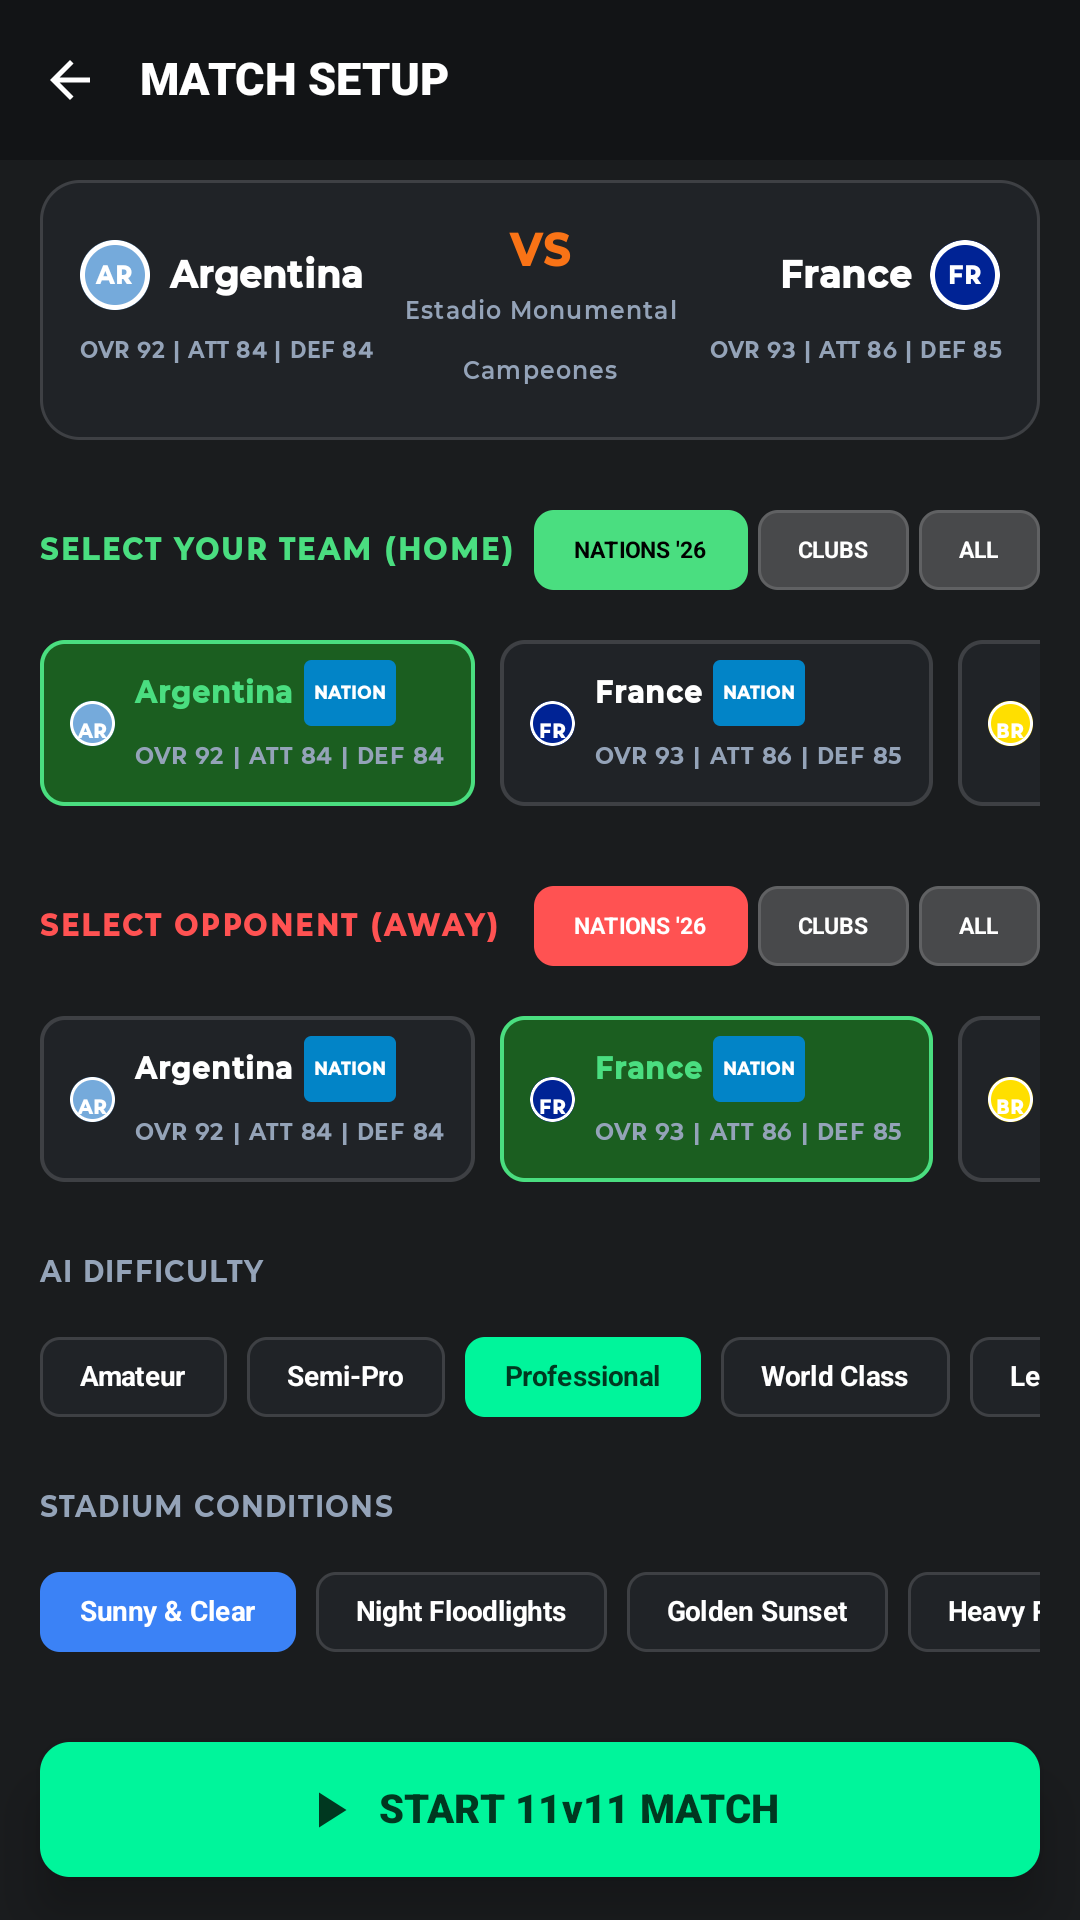 MATCH SETUP
AR Argentina
OVR 92 | ATT 84 | DEF 84
VS
Estadio Monumental
Campeones
France FR
OVR 93 | ATT 86 | DEF 85
SELECT YOUR TEAM (HOME) NATIONS '26 CLUBS ALL
AR Argentina NATION
OVR 92 | ATT 84 | DEF 84
FR France NATION
OVR 93 | ATT 86 | DEF 85
BR
SELECT OPPONENT (AWAY) NATIONS '26 CLUBS ALL
AR Argentina NATION
OVR 92 | ATT 84 | DEF 84
FR France NATION
OVR 93 | ATT 86 | DEF 85
BR
AI DIFFICULTY
Amateur Semi-Pro Professional World Class Le
STADIUM CONDITIONS
Sunny & Clear Night Floodlights Golden Sunset Heavy
START 11v11 MATCH